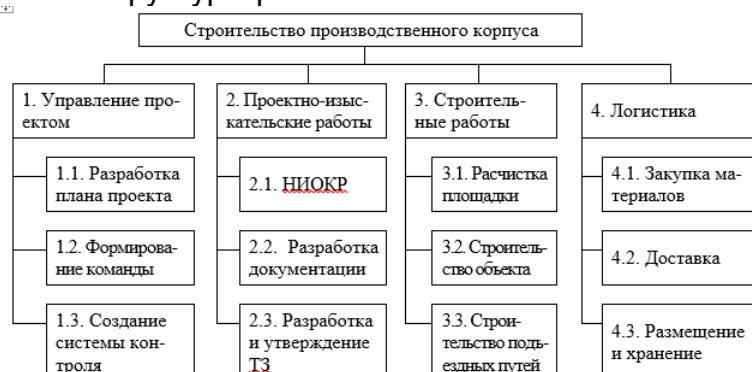 Строительство производственного корпуса
1. Управление про-
ектом
2. Проектно-изыс-
кательские работы
3. Строитель-
ные работы
4. Логистика
1.1. Разработка
плана проекта
2.1. НИОКР
3.1. Расчистка
площадки
4.1. Закупка ма-
териалов
1.2. Формирова-
ние команды
2.2. Разработка
документации
3.2. Строитель-
ство объекта
4.2. Доставка
1.3. Создание
системы кон-
троля
2.3. Разработка
и утверждение
ТЗ
3.3. Строи-
тельство подъ-
ездных путей
4.3. Размещение
и хранение